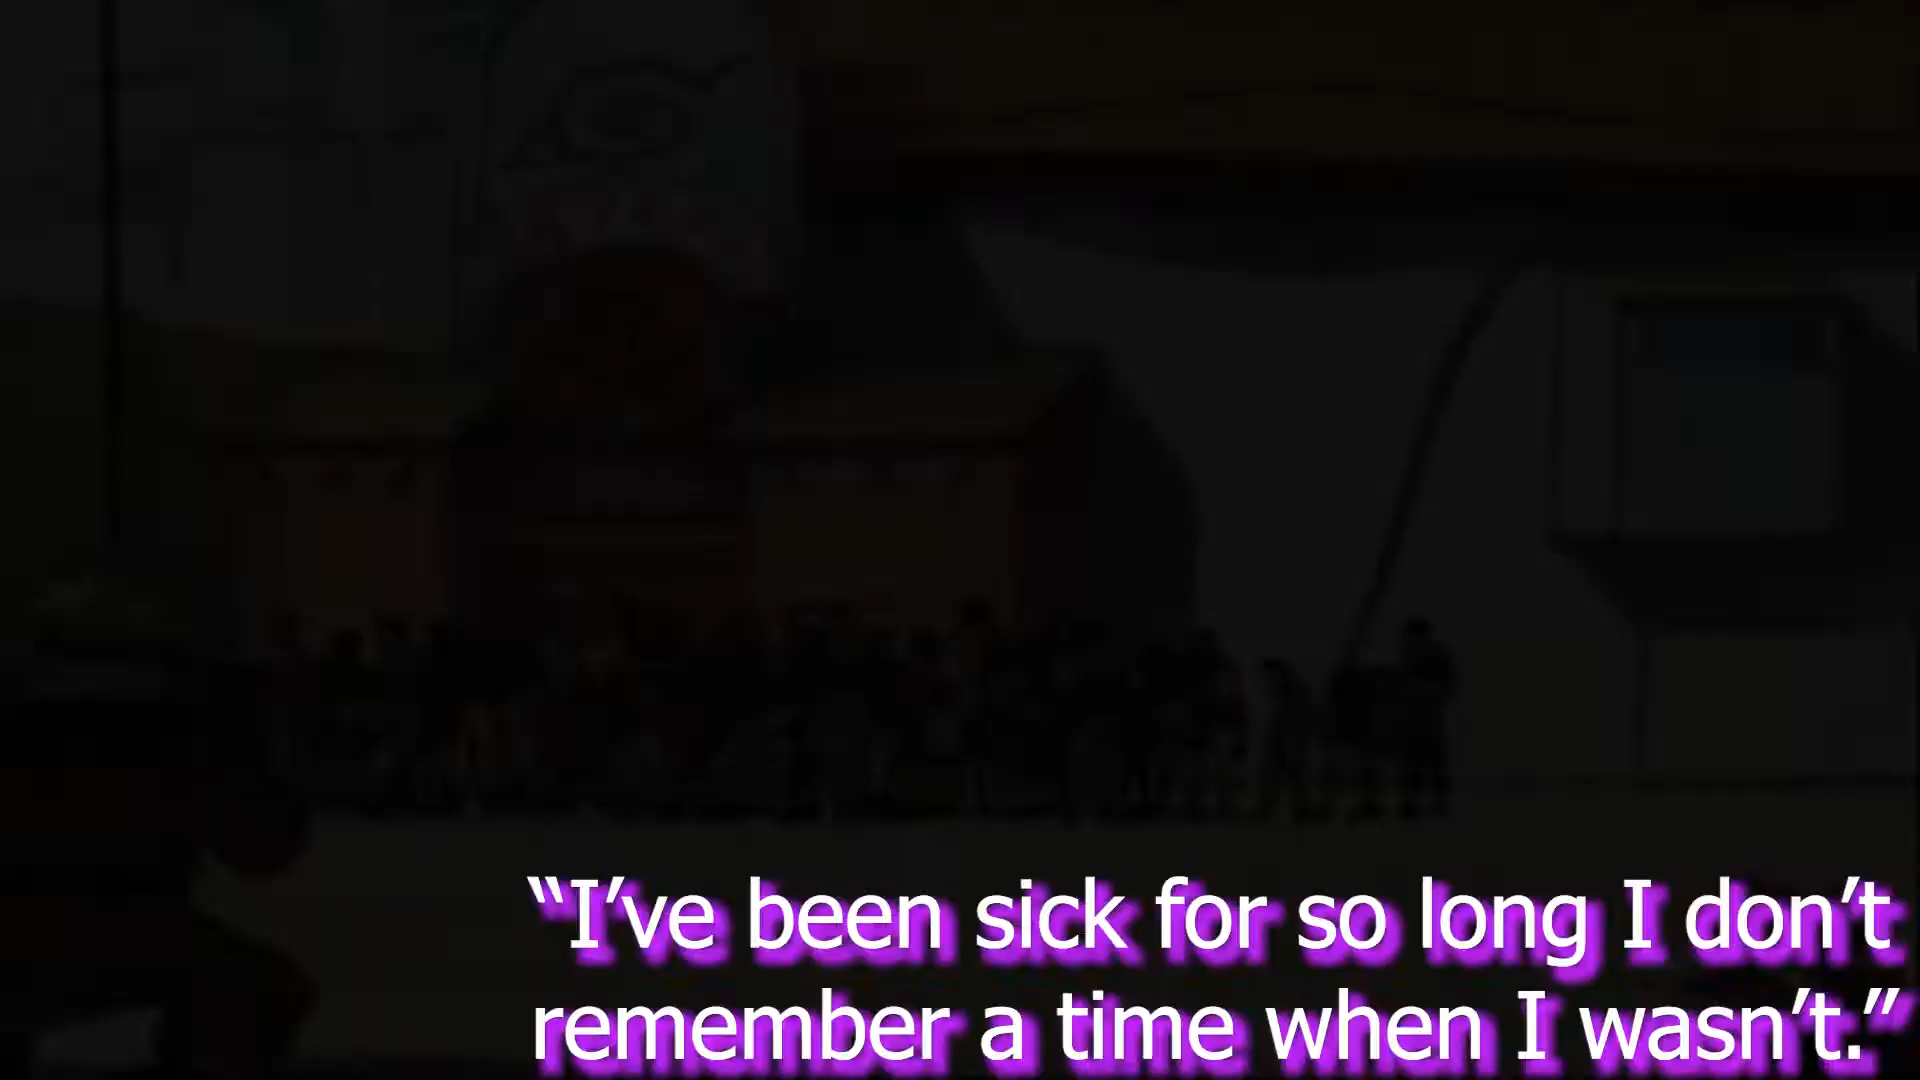 “I’ve been sick for so long I don’t
remember a time when I wasn’t.”